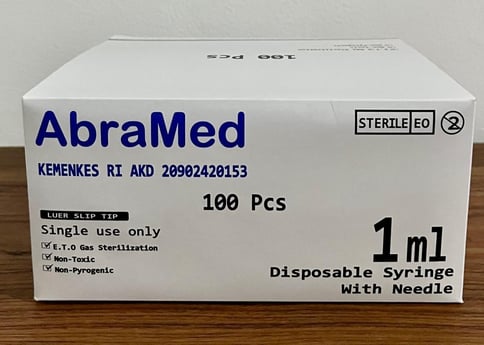 100 Pcs
AbraMed
STERILE EO 2
KEMENKES RI AKD 20902420153
100 Pcs
LUER SLIP TIP
Single use only
E.T.O Gas Sterilization
Non-Toxic
Non-Pyrogenic
1ml
Disposable Syringe
With Needle